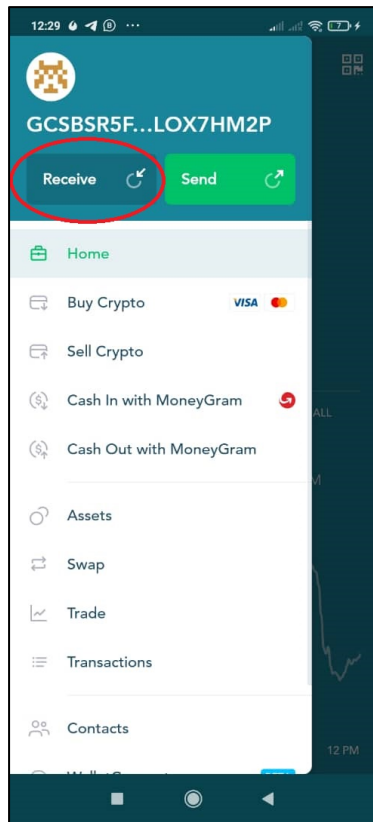 12:29
GCSBSR5F...LOX7HM2P
Receive
Send
Home
Buy Crypto VISA
Sell Crypto
Cash In with MoneyGram
ALL
Cash Out with MoneyGram
M
Assets
Swap
Trade
Transactions
Contacts
12 PM